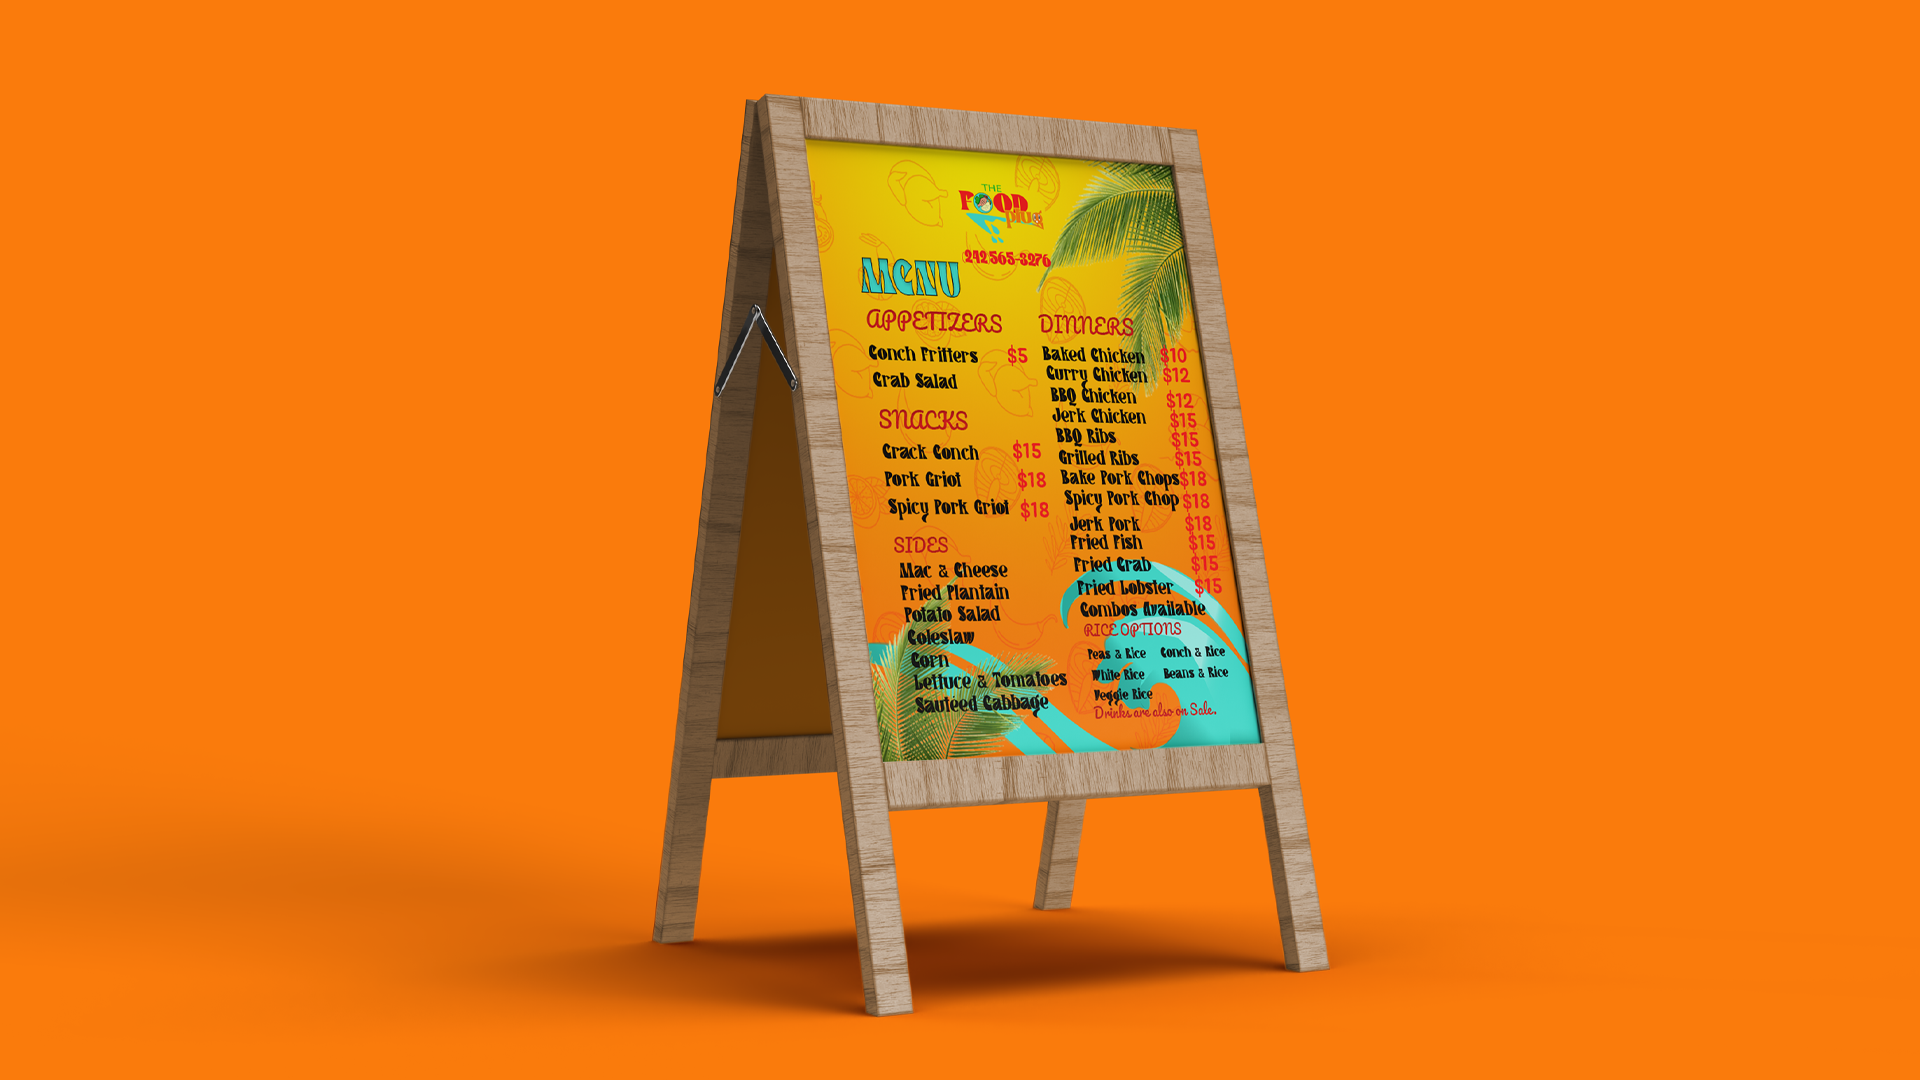 THE
FOOD
plug
242 565-3276
MENU
APPETIZERS
Conch Fritters $5
Crab Salad
SNACKS
Crack Conch $15
Pork Griot $18
Spicy Pork Griot $18
SIDES
Mac & Cheese
Fried Plantain
Potato Salad
Coleslaw
Corn
Lettuce & Tomatoes
Sauteed Cabbage
DINNERS
Baked Chicken $10
Curry Chicken $12
BBQ Chicken $12
Jerk Chicken $15
BBQ Ribs $15
Grilled Ribs $15
Bake Pork Chops $18
Spicy Pork Chop $18
Jerk Pork $18
Fried Fish $15
Fried Crab $15
Fried Lobster $15
Combos Available
RICE OPTIONS
Peas & Rice Conch & Rice
White Rice Beans & Rice
Veggie Rice
Drinks are also on Sale.